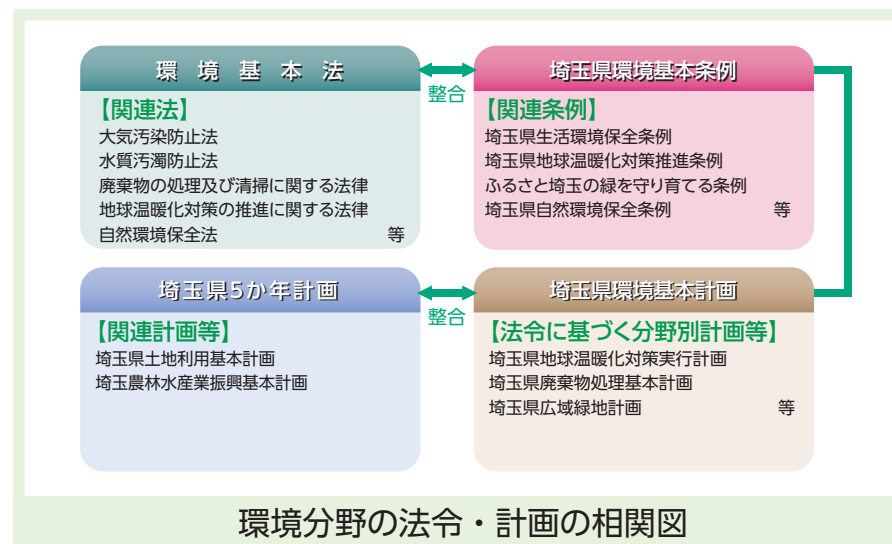 環境基本法
整合
埼玉県環境基本条例
【関連法】
大気汚染防止法
水質汚濁防止法
廃棄物の処理及び清掃に関する法律
地球温暖化対策の推進に関する法律
自然環境保全法 等
【関連条例】
埼玉県生活環境保全条例
埼玉県地球温暖化対策推進条例
ふるさと埼玉の緑を守り育てる条例
埼玉県自然環境保全条例 等
埼玉県5か年計画
整合
埼玉県環境基本計画
【関連計画等】
埼玉県土地利用基本計画
埼玉農林水産業振興基本計画
【法令に基づく分野別計画等】
埼玉県地球温暖化対策実行計画
埼玉県廃棄物処理基本計画
埼玉県広域緑地計画 等
環境分野の法令・計画の相関図